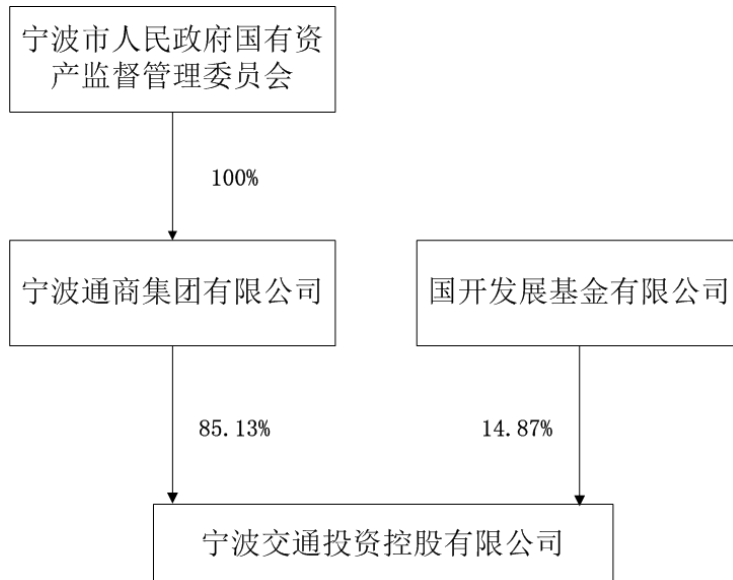 宁波市人民政府国有资
产监督管理委员会
100%
宁波通商集团有限公司
国开发展基金有限公司
85.13%
14.87%
宁波交通投资控股有限公司